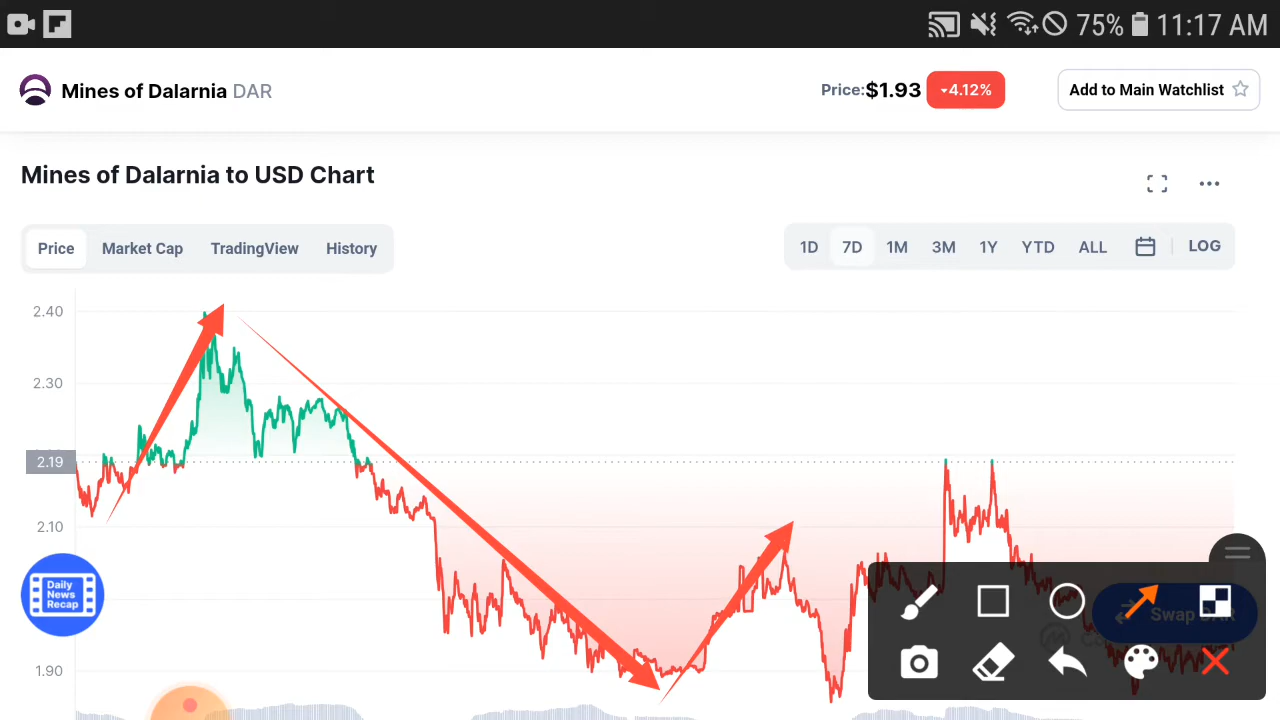 75% 11:17 AM
Mines of Dalarnia DAR
Price: $1.93 4.12%
Add to Main Watchlist
Mines of Dalarnia to USD Chart
Price Market Cap TradingView History
1D 7D 1M 3M 1Y YTD ALL LOG
2.40
2.30
2.19
2.10
1.90
Daily
News
Recap
Swap DAR